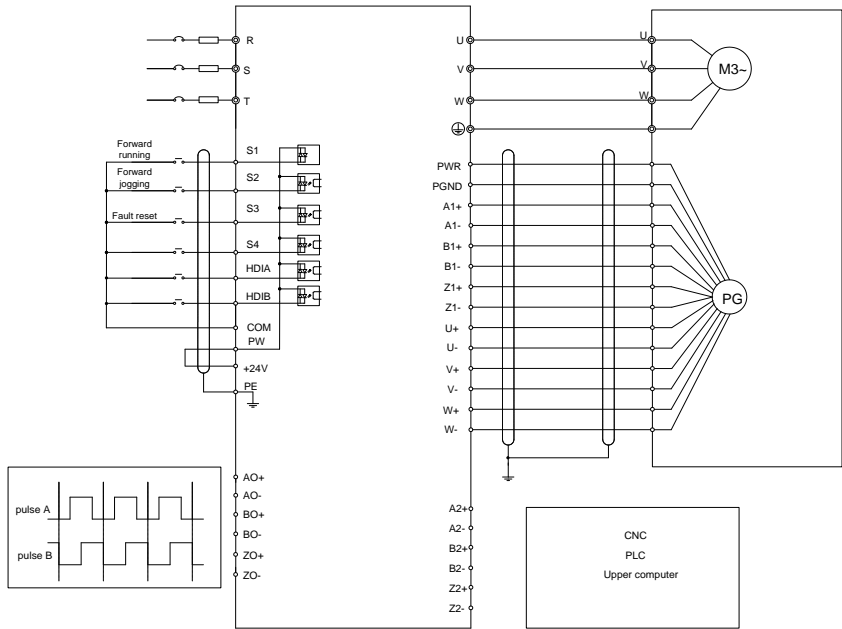 R
S
T
U
V
W
U
V
W
M3~
Forward
running
Forward
jogging
Fault reset
S1
S2
S3
S4
HDIA
HDIB
COM
PW
+24V
PE
PWR
PGND
A1+
A1-
B1+
B1-
Z1+
Z1-
U+
U-
V+
V-
W+
W-
PG
pulse A
pulse B
AO+
AO-
BO+
BO-
ZO+
ZO-
A2+
A2-
B2+
B2-
Z2+
Z2-
CNC
PLC
Upper computer